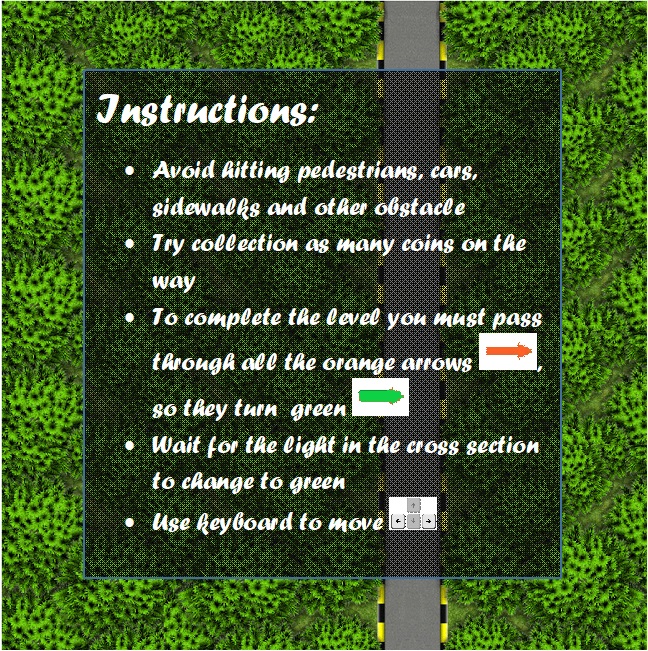 Instructions:
• Avoid hitting pedestrians, cars,
sidewalks and other obstacle
• Try collection as many coins on the
way
• To complete the level you must pass
through all the orange arrows ,
so they turn green
• Wait for the light in the cross section
to change to green
• Use keyboard to move